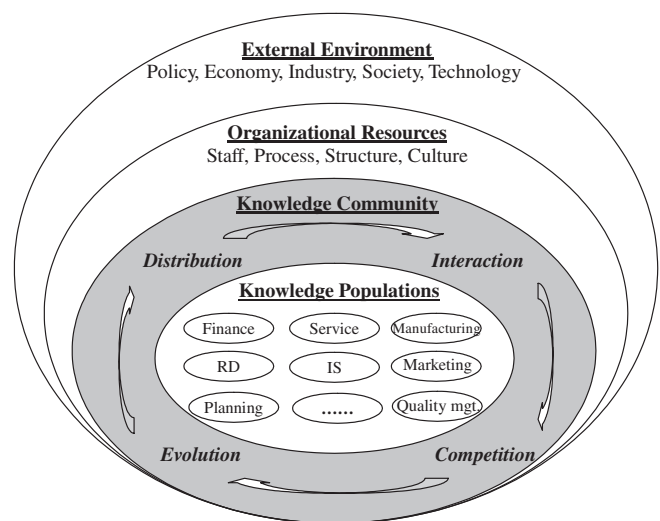 External Environment
Policy, Economy, Industry, Society, Technology
Organizational Resources
Staff, Process, Structure, Culture
Knowledge Community
Distribution
Interaction
Knowledge Populations
Finance
Service
Manufacturing
RD
IS
Marketing
Planning
......
Quality mgt.
Evolution
Competition